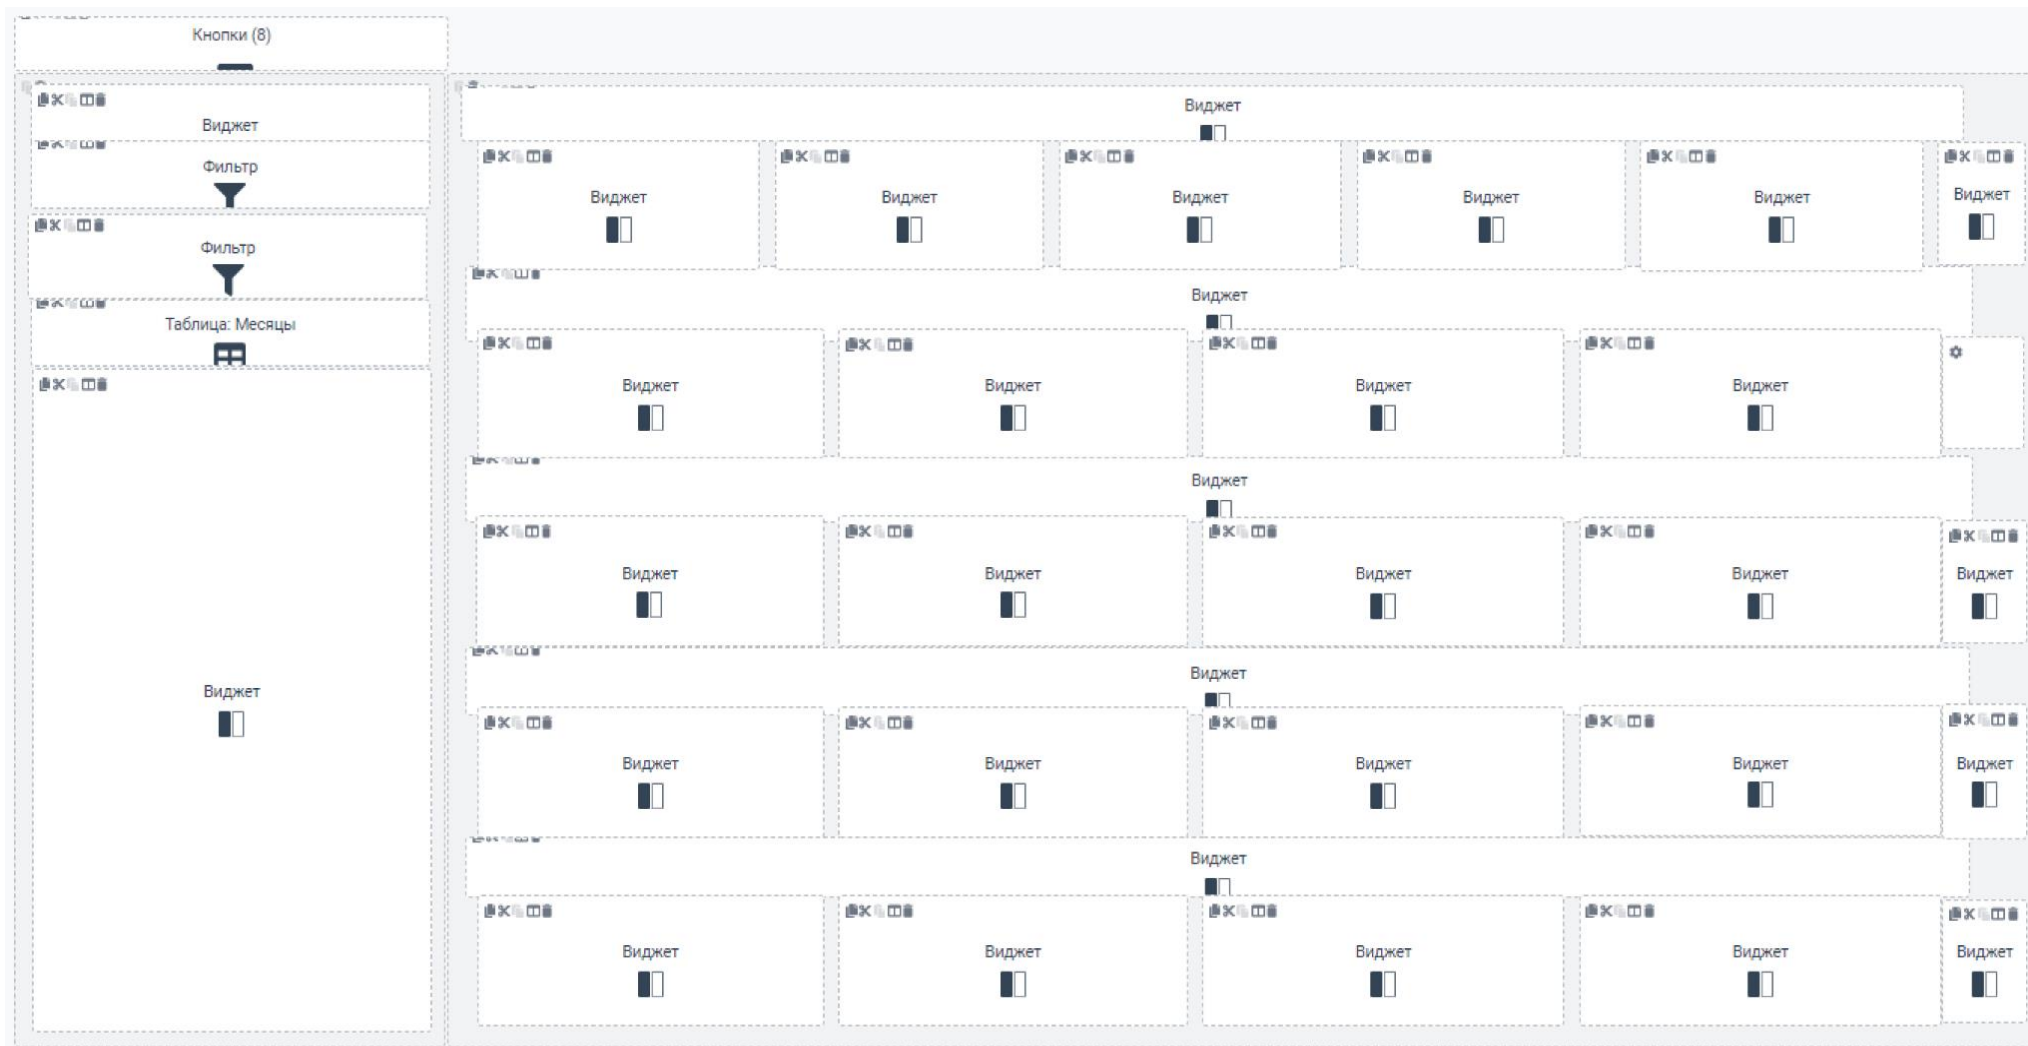 Кнопки (8)
Виджет
Фильтр
Фильтр
Таблица: Месяцы
Виджет
Виджет
Виджет Виджет Виджет Виджет Виджет Виджет
Виджет
Виджет Виджет Виджет Виджет
Виджет
Виджет Виджет Виджет Виджет Виджет
Виджет
Виджет Виджет Виджет Виджет Виджет
Виджет
Виджет Виджет Виджет Виджет Виджет